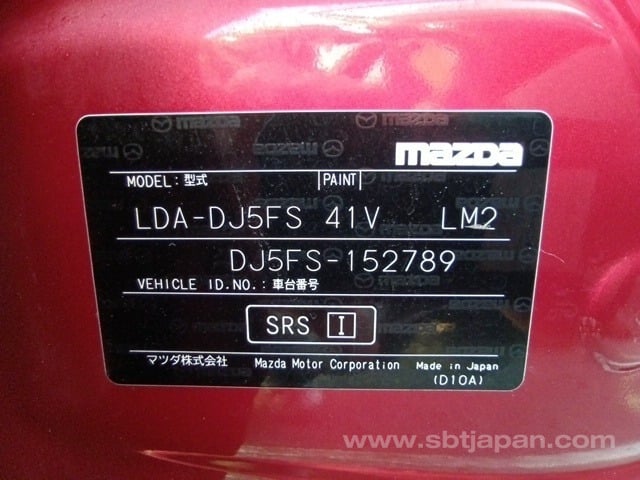 mazda
MODEL: 型式 PAINT
LDA-DJ5FS 41V LM2
DJ5FS-152789
VEHICLE ID.NO.: 車台番号
SRS I
マツダ株式会社 Mazda Motor Corporation Made in Japan
(D10A)
www.sbtjapan.com